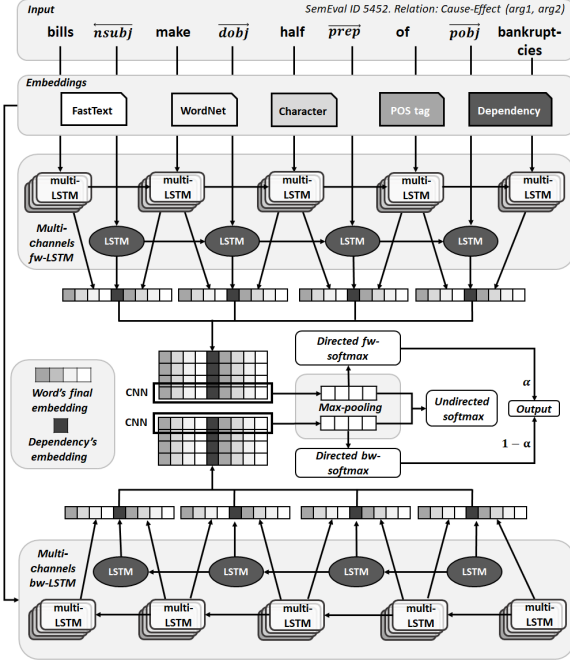 Input
SemEval ID 5452. Relation: Cause-Effect (arg1, arg2)
bills nsubj make dobj half prep of pobj bankrupt-
cies
Embeddings
FastText WordNet Character POS tag Dependency
multi-
LSTM
multi-
LSTM
multi-
LSTM
multi-
LSTM
multi-
LSTM
Multi-
channels
fw-LSTM
LSTM LSTM LSTM LSTM
Directed fw-
softmax
Word's final
embedding
Dependency's
embedding
CNN
CNN
Max-pooling
Undirected
softmax
α
Output
1 − α
Directed bw-
softmax
Multi-
channels
bw-LSTM
LSTM LSTM LSTM LSTM
multi-
LSTM
multi-
LSTM
multi-
LSTM
multi-
LSTM
multi-
LSTM